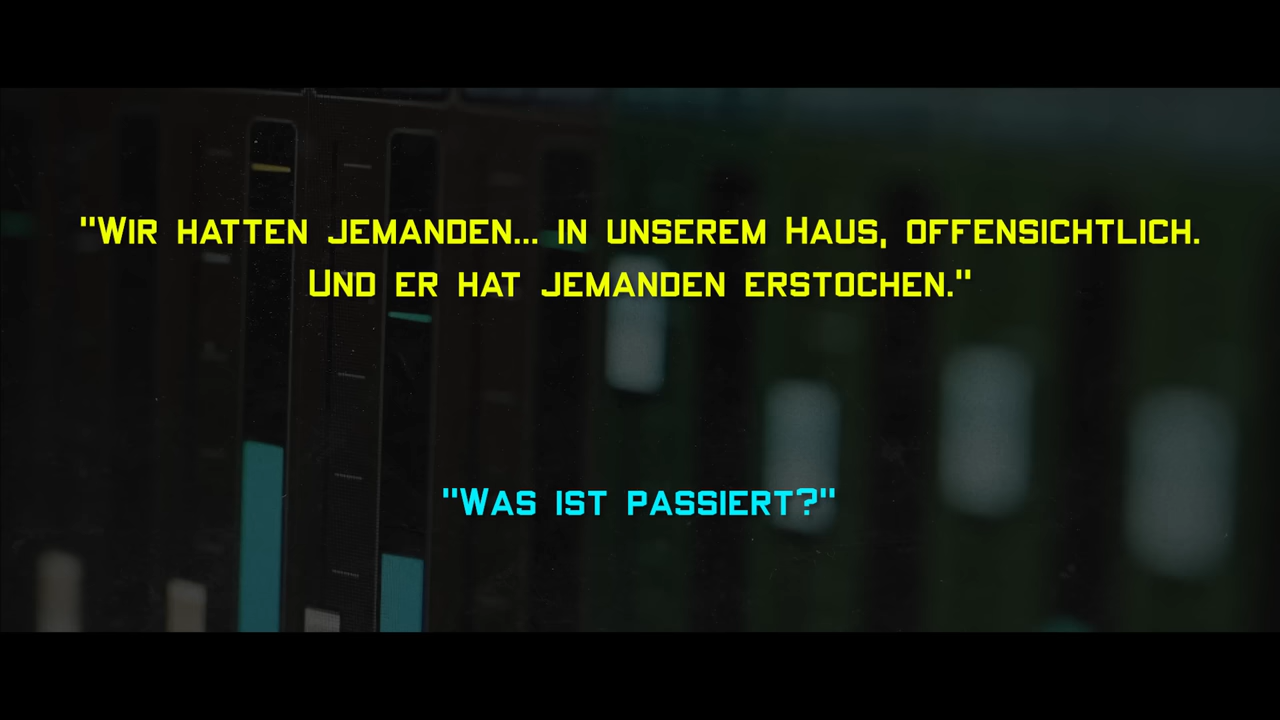 "Wir hatten jemanden... in unserem Haus, offensichtlich.
Und er hat jemanden erstochen."
"Was ist passiert?"